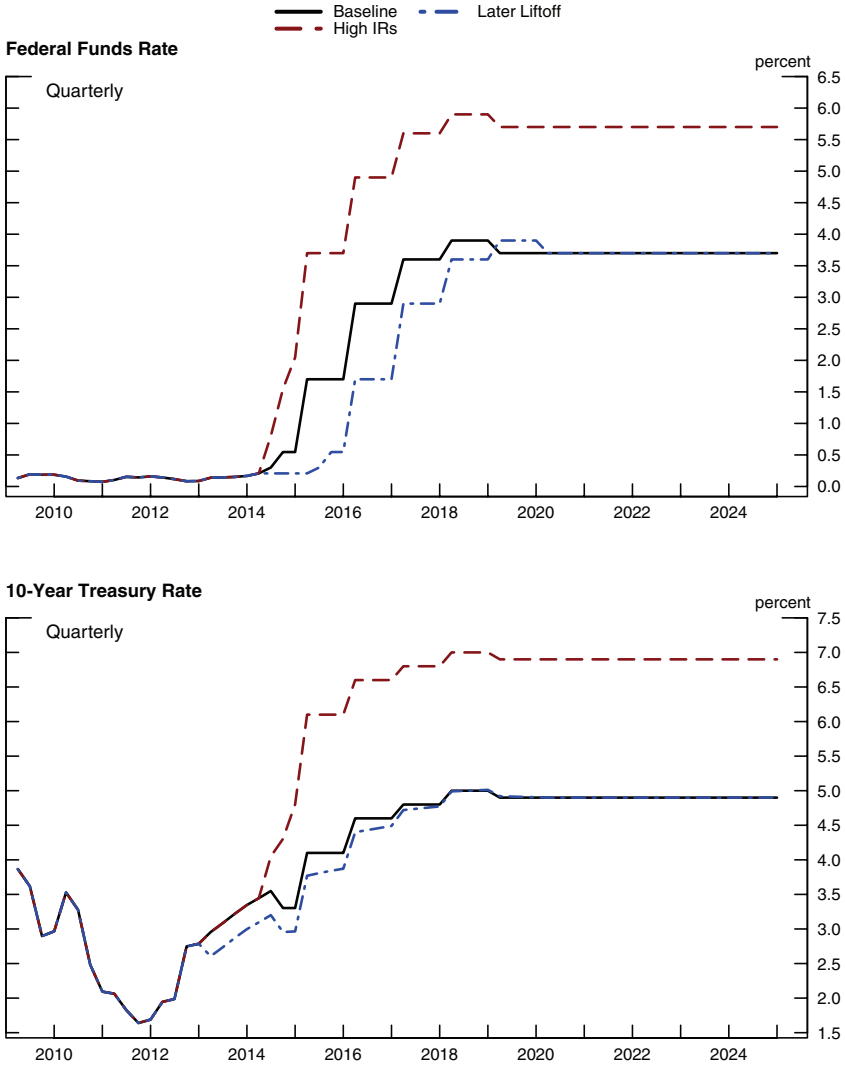 Baseline
Later Liftoff
High IRs
Federal Funds Rate
percent
Quarterly
6.5
6.0
5.5
5.0
4.5
4.0
3.5
3.0
2.5
2.0
1.5
1.0
0.5
0.0
2010 2012 2014 2016 2018 2020 2022 2024
10-Year Treasury Rate
percent
Quarterly
7.5
7.0
6.5
6.0
5.5
5.0
4.5
4.0
3.5
3.0
2.5
2.0
1.5
2010 2012 2014 2016 2018 2020 2022 2024